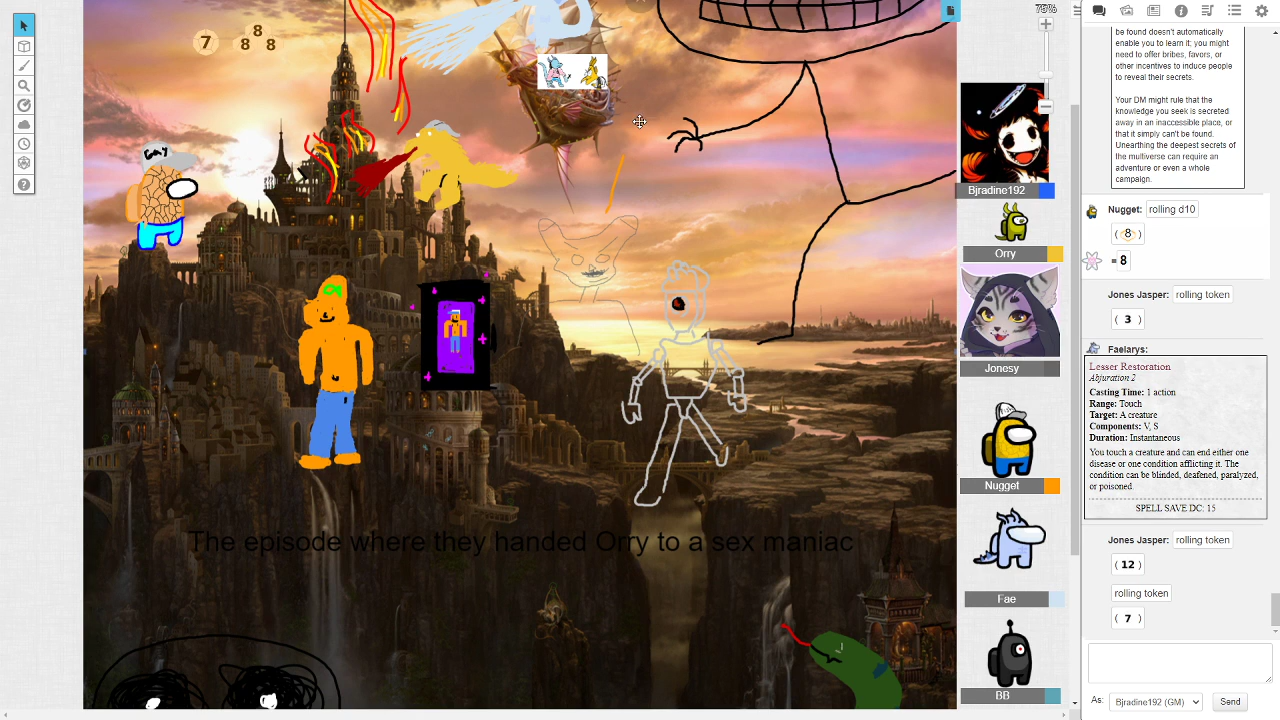 78%
7
8
8
8
GAY
The episode where they handed Orry to a sex maniac
Bjradine192
Orry
Jonesy
Nugget
Fae
BB
be found doesn't automatically
enable you to learn it; you might
need to offer bribes, favors, or
other incentives to induce people
to reveal their secrets.
Your DM might rule that the
knowledge you seek is secreted
away in an inaccessible place, or
that it simply can't be found.
Unearthing the deepest secrets of
the multiverse can require an
adventure or even a whole
campaign.
Nugget: rolling d10
( 8 )
= 8
Jones Jasper: rolling token
( 3 )
Faelarys:
Lesser Restoration
Abjuration 2
Casting Time: 1 action
Range: Touch
Target: A creature
Components: V, S
Duration: Instantaneous
You touch a creature and can end either one
disease or one condition afflicting it. The
condition can be blinded, deafened, paralyzed,
or poisoned.
SPELL SAVE DC: 15
Jones Jasper: rolling token
( 12 )
rolling token
( 7 )
As: Bjradine192 (GM) Send